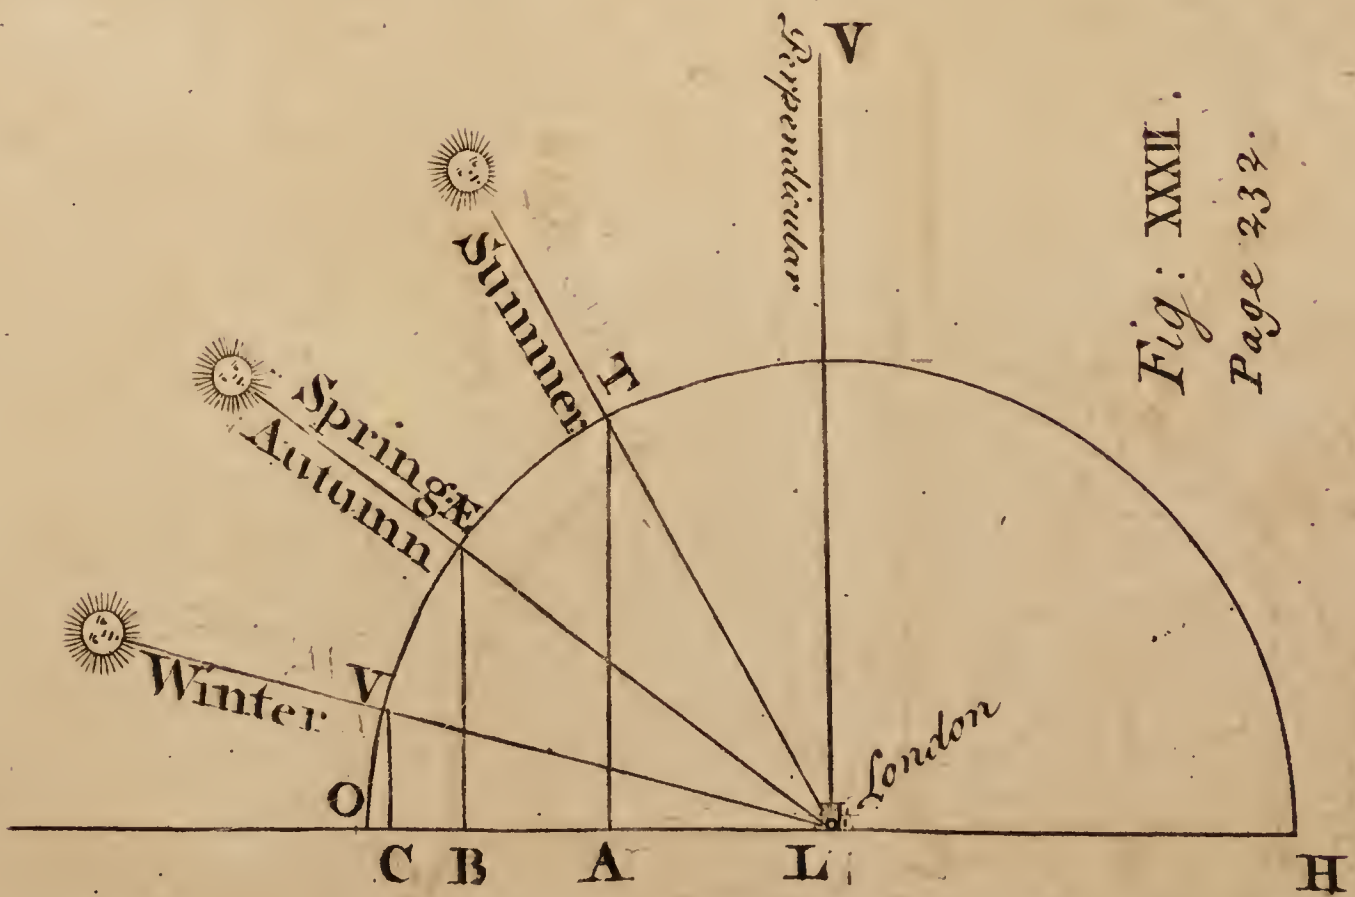 V
Perpendicular
Fig: XXXII.
Page 232.
Summer
T
Spring Æ
Autumn
Winter
V
O
London
C B A L H